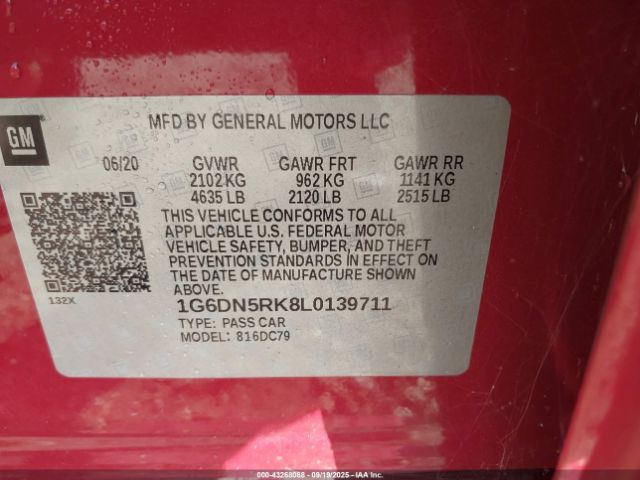 GM
MFD BY GENERAL MOTORS LLC
06/20 GVWR GAWR FRT GAWR RR
2102 KG 962 KG 1141 KG
4635 LB 2120 LB 2515 LB
THIS VEHICLE CONFORMS TO ALL
APPLICABLE U.S. FEDERAL MOTOR
VEHICLE SAFETY, BUMPER, AND THEFT
PREVENTION STANDARDS IN EFFECT ON
THE DATE OF MANUFACTURE SHOWN
ABOVE.
132X
1G6DN5RK8L0139711
TYPE: PASS CAR
MODEL: 816DC79
000-43268088 - 09/19/2025 - IAA Inc.